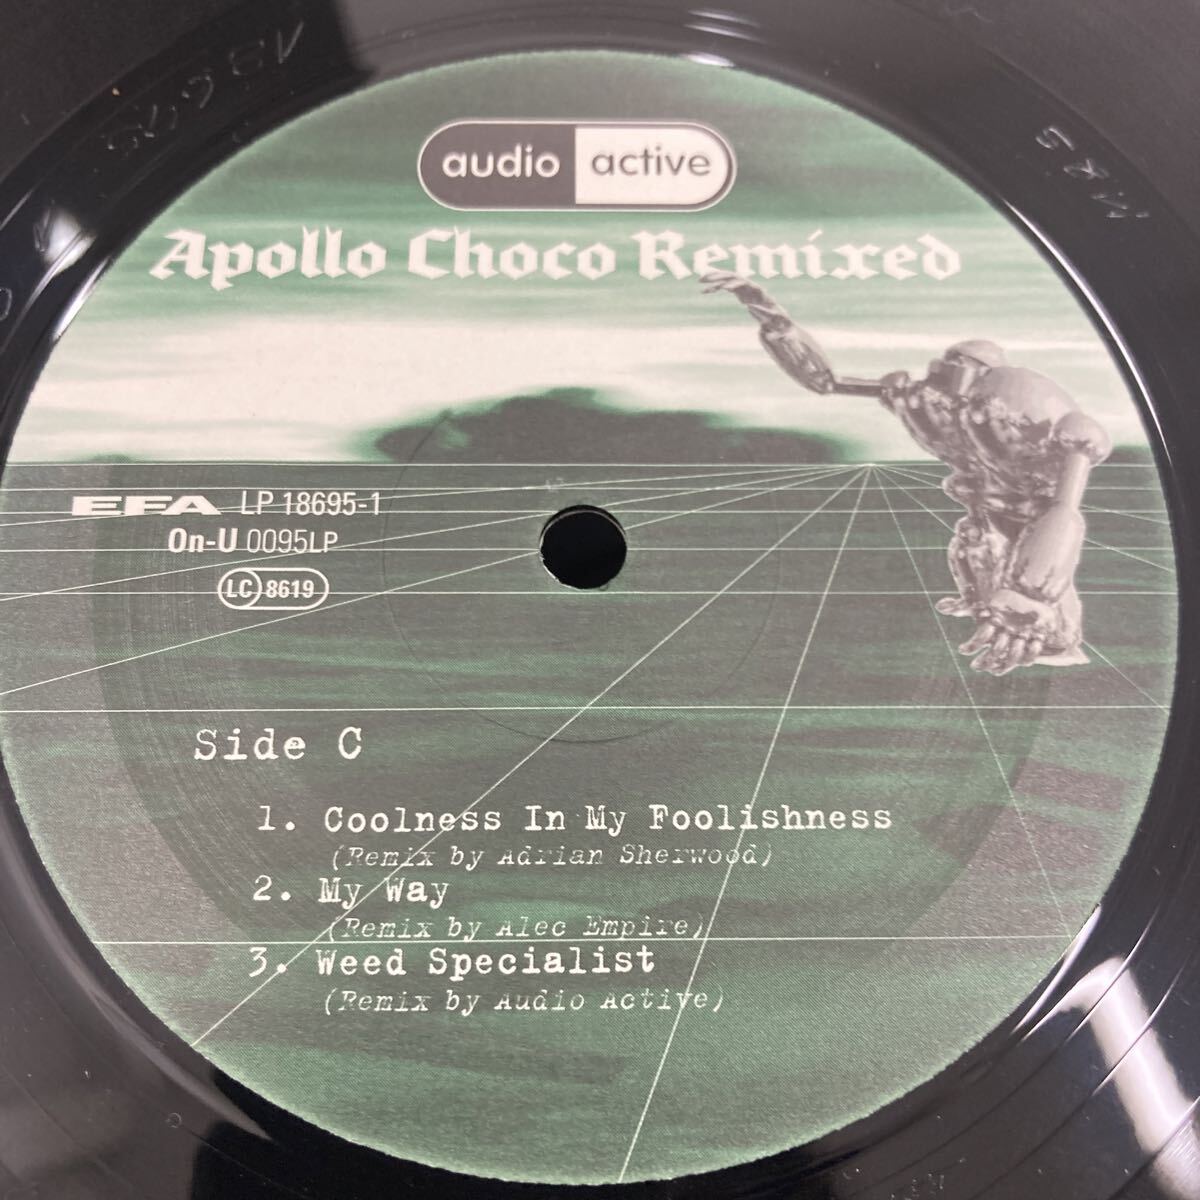 audio active
Apollo Choco Remixed
EFA LP 18695-1
On-U 0095LP
LC 8619
Side C
1. Coolness In My Foolishness
(Remix by Adrian Sherwood)
2. My Way
(Remix by Alec Empire)
3. Weed Specialist
(Remix by Audio Active)